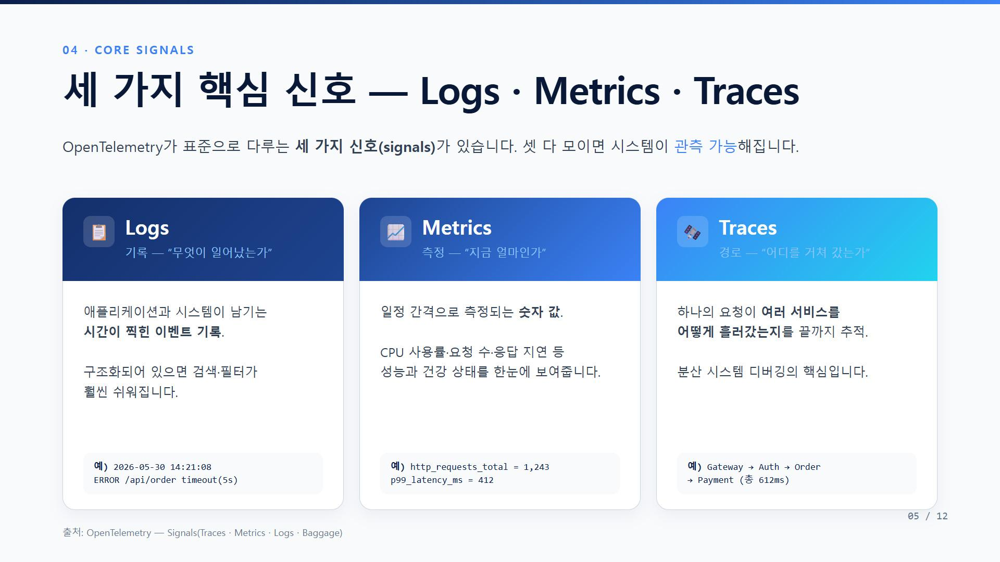 04 · CORE SIGNALS
세 가지 핵심 신호 — Logs · Metrics · Traces
OpenTelemetry가 표준으로 다루는 세 가지 신호(signals)가 있습니다. 셋 다 모이면 시스템이 관측 가능해집니다.
Logs
기록 — “무엇이 일어났는가”
애플리케이션과 시스템이 남기는
시간이 찍힌 이벤트 기록.
구조화되어 있으면 검색·필터가
훨씬 쉬워집니다.
예) 2026-05-30 14:21:08
ERROR /api/order timeout(5s)
Metrics
측정 — “지금 얼마인가”
일정 간격으로 측정되는 숫자 값.
CPU 사용률·요청 수·응답 지연 등
성능과 건강 상태를 한눈에 보여줍니다.
예) http_requests_total = 1,243
p99_latency_ms = 412
Traces
경로 — “어디를 거쳐 갔는가”
하나의 요청이 여러 서비스를
어떻게 흘러갔는지를 끝까지 추적.
분산 시스템 디버깅의 핵심입니다.
예) Gateway → Auth → Order
→ Payment (총 612ms)
05 / 12
출처: OpenTelemetry — Signals(Traces · Metrics · Logs · Baggage)